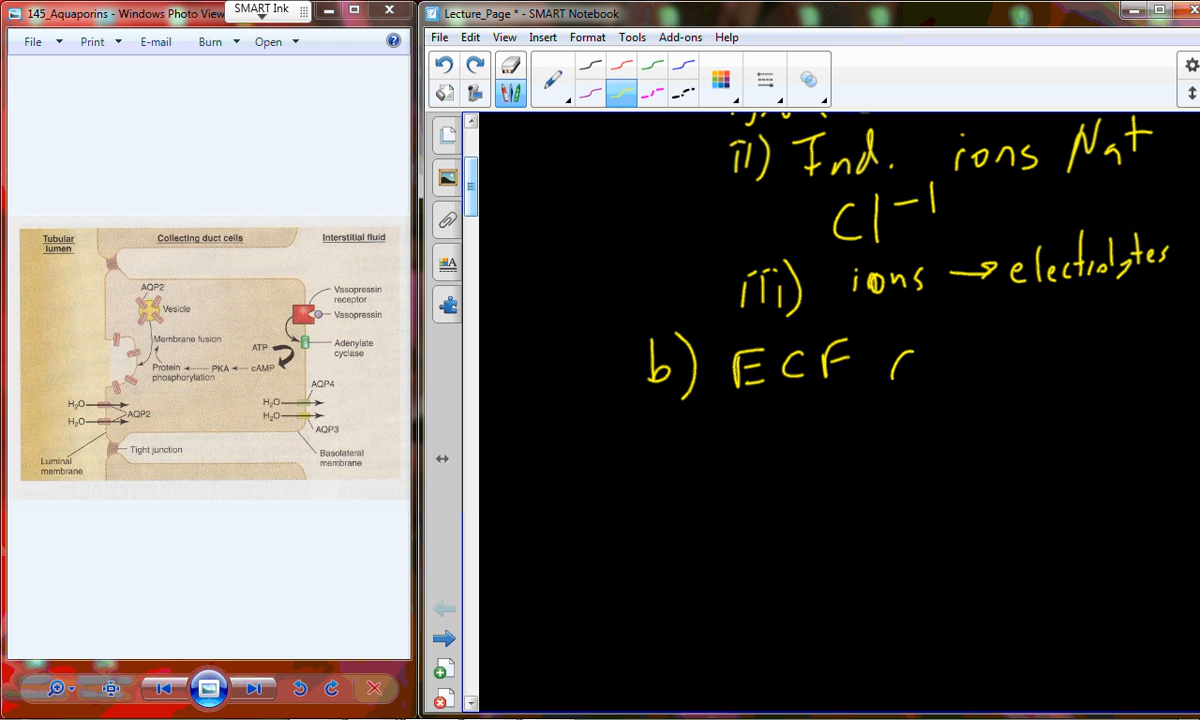 145_Aquaporins - Windows Photo View
SMART Ink
File Print E-mail Burn Open
Tubular lumen
Collecting duct cells
Interstitial fluid
AQP2
Vesicle
Vasopressin receptor
Vasopressin
Membrane fusion
ATP
Adenylate cyclase
Protein phosphorylation
PKA
cAMP
AQP4
H₂O
H₂O
AQP2
H₂O
H₂O
AQP3
Tight junction
Luminal membrane
Basolateral membrane
Lecture_Page * - SMART Notebook
File Edit View Insert Format Tools Add-ons Help
ii) Ind. ions Na+
Cl-1
iii) ions → electrolytes
b) ECF (